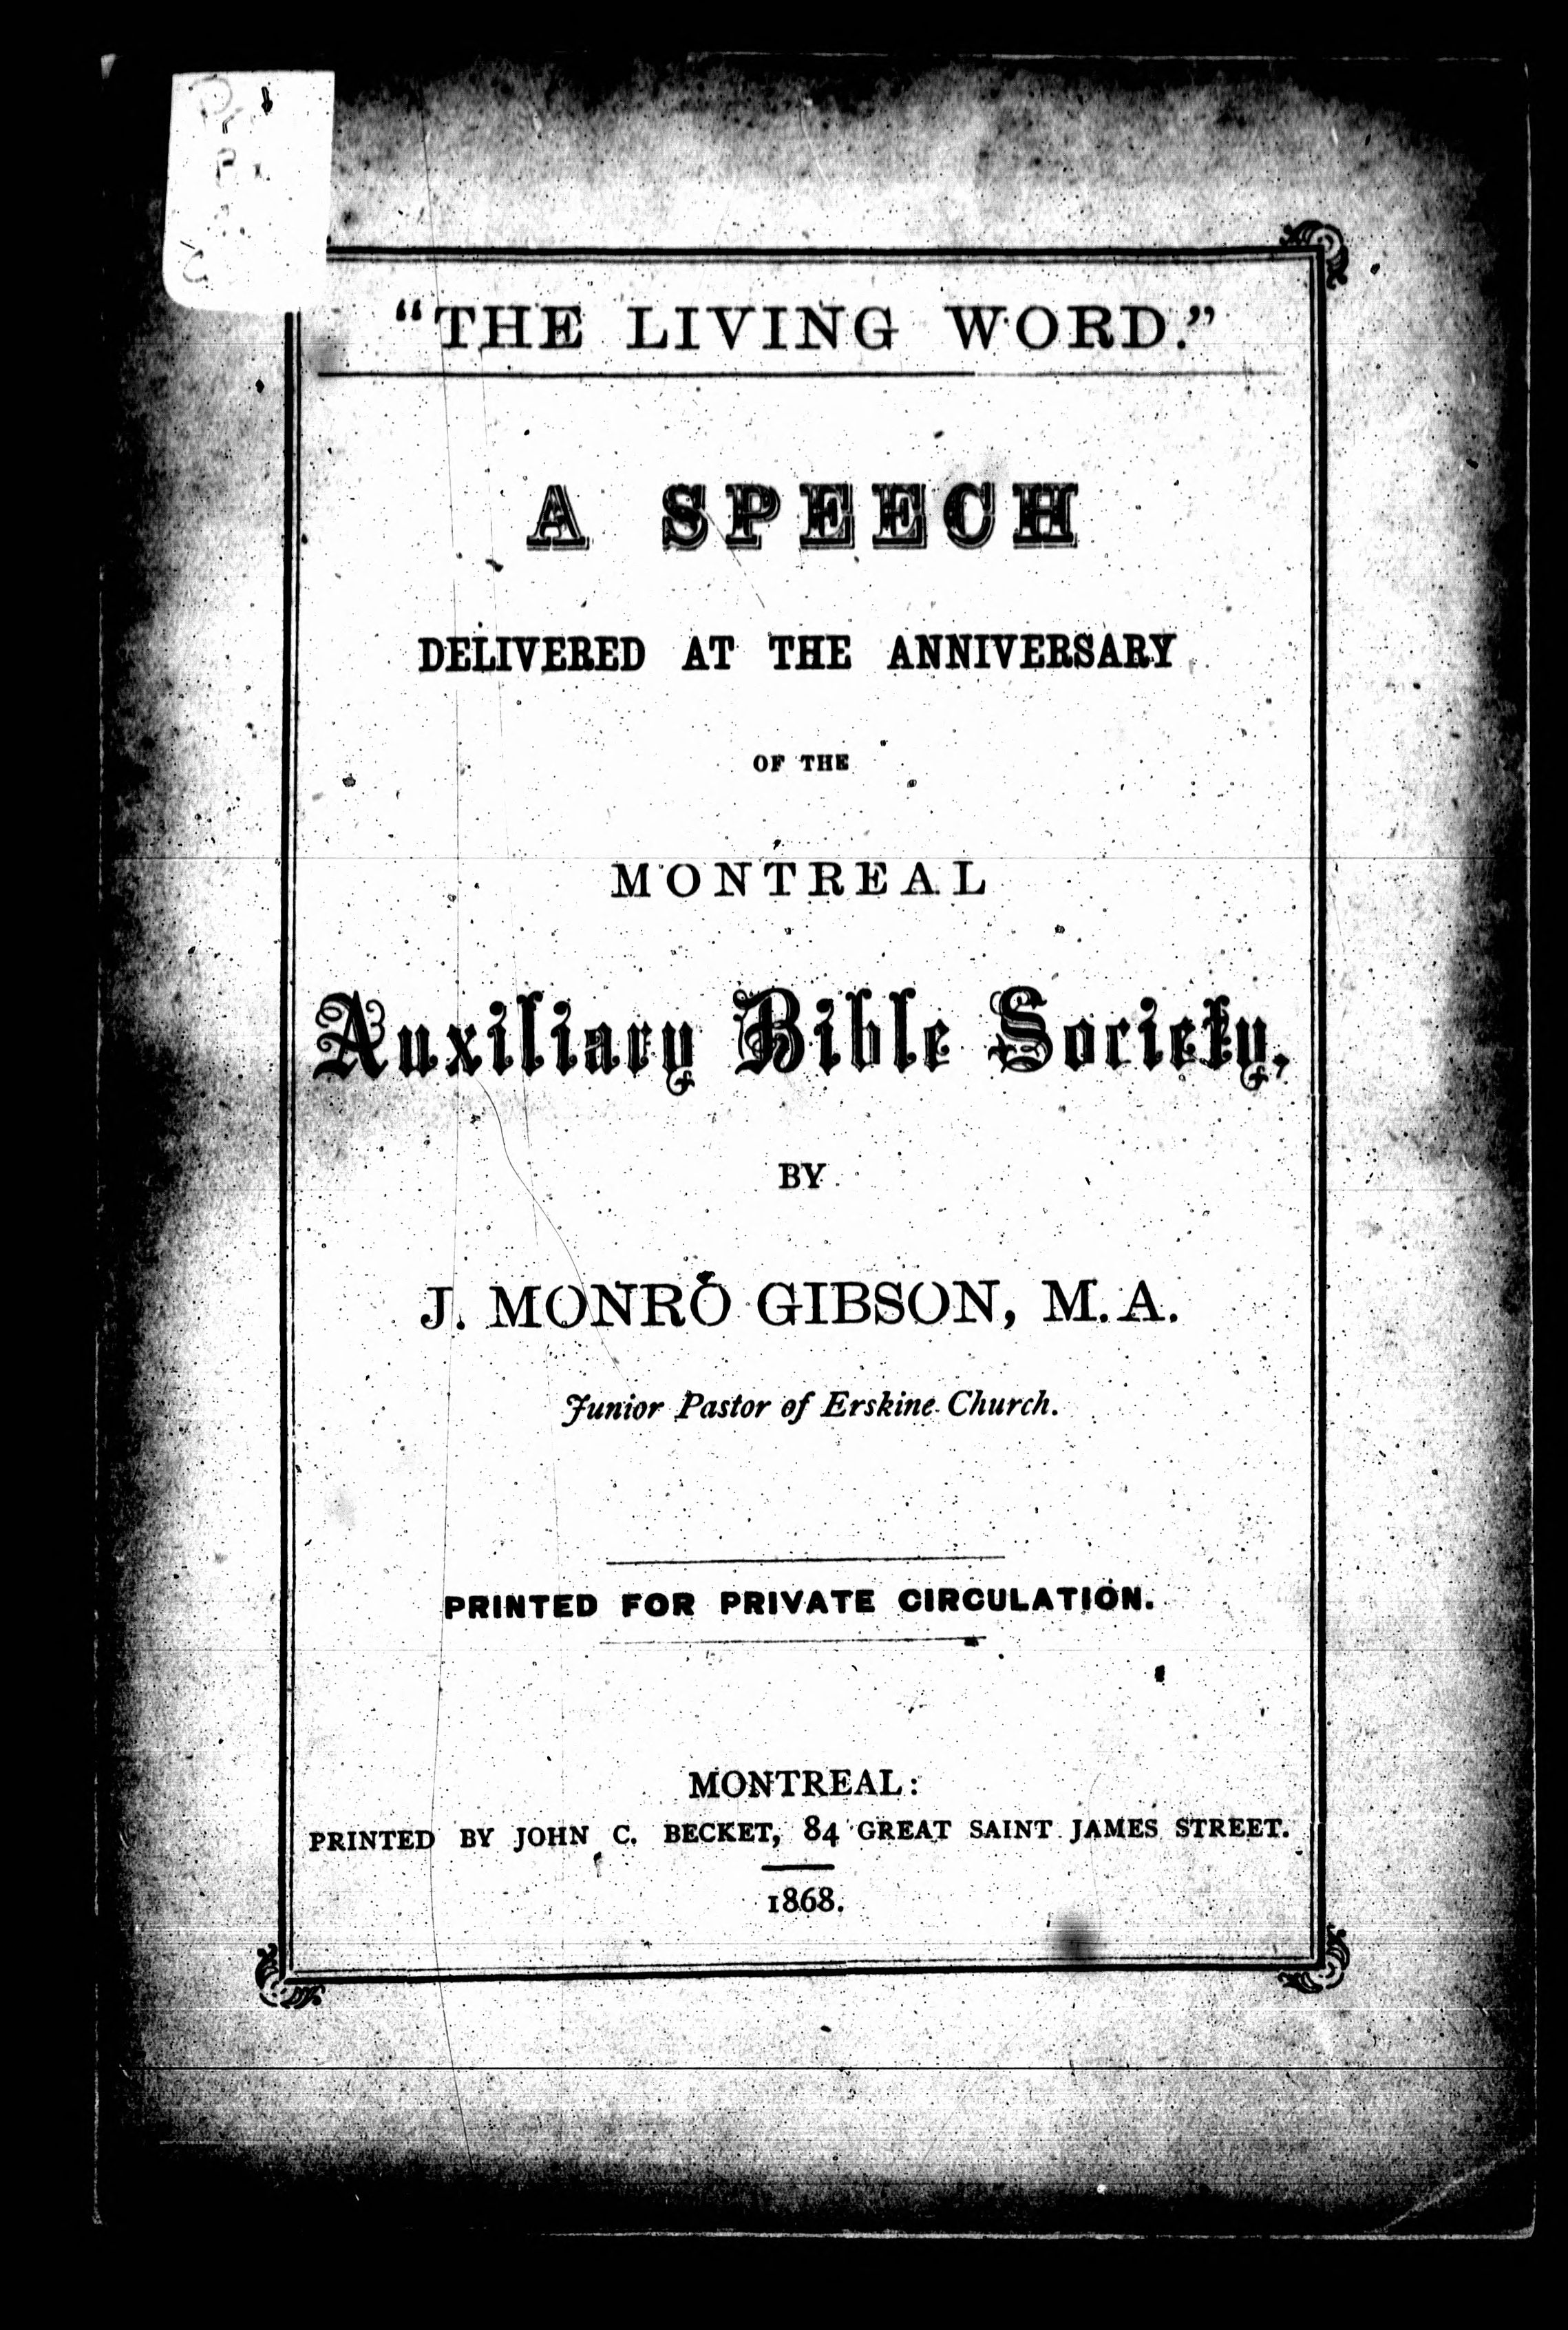 "THE LIVING WORD."
A SPEECH
DELIVERED AT THE ANNIVERSARY
OF THE
MONTREAL
Auxiliary Bible Society,
BY
J. MONRO GIBSON, M.A.
Junior Pastor of Erskine Church.
PRINTED FOR PRIVATE CIRCULATION.
MONTREAL:
PRINTED BY JOHN C. BECKET, 84 GREAT SAINT JAMES STREET.
1868.